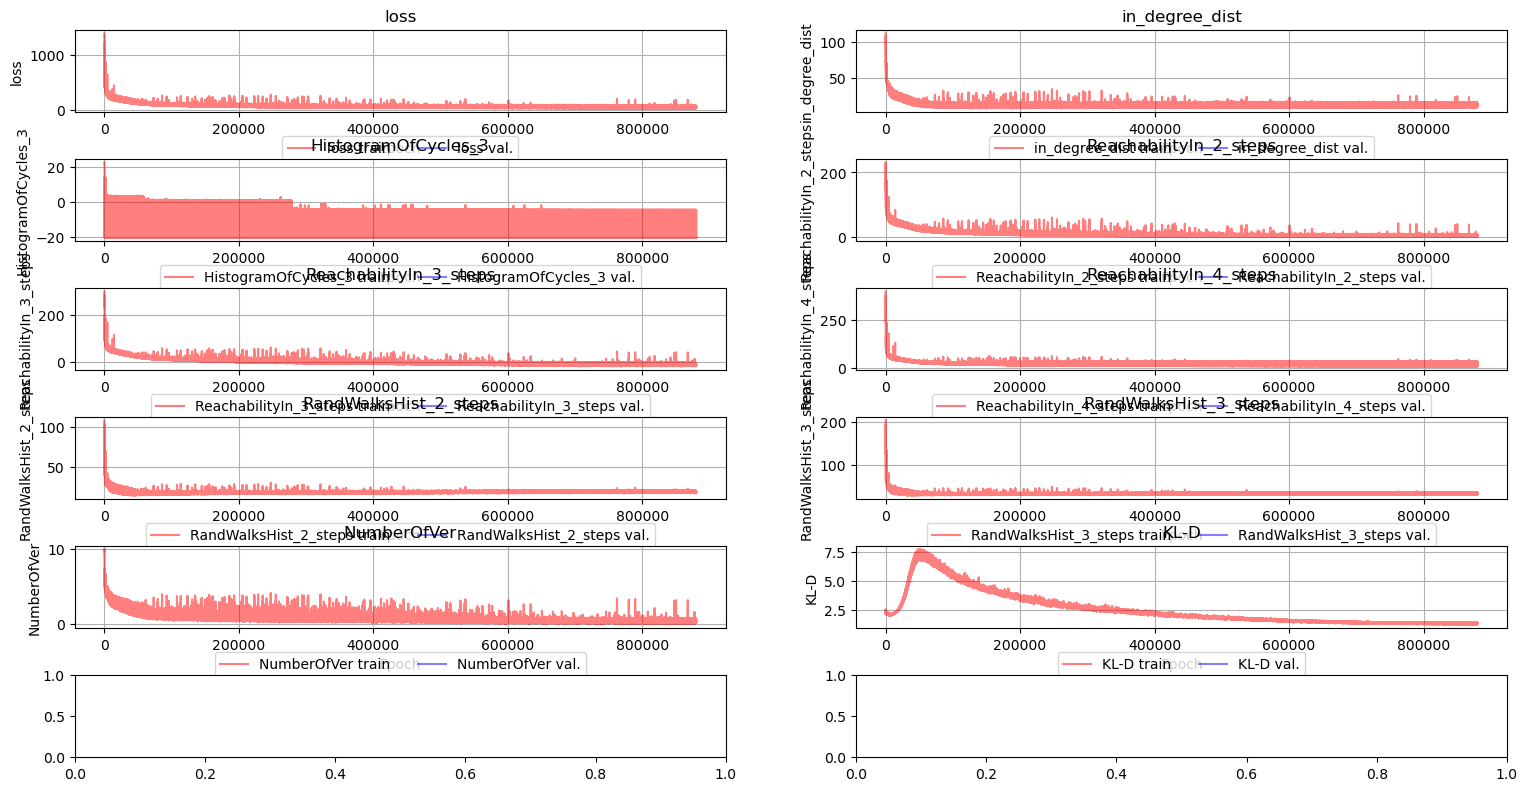 loss
in_degree_dist
loss
1000
0
in_degree_dist
100
50
0 200000 400000 600000 800000
0 200000 400000 600000 800000
loss train loss val.
in_degree_dist train in_degree_dist val.
Epoch
HistogramOfCycles_3
ReachabilityIn_2_steps
HistogramOfCycles_3
20
0
−20
ReachabilityIn_2_steps
200
0
0 200000 400000 600000 800000
0 200000 400000 600000 800000
HistogramOfCycles_3 train HistogramOfCycles_3 val.
ReachabilityIn_2_steps train ReachabilityIn_2_steps val.
ReachabilityIn_3_steps
ReachabilityIn_4_steps
ReachabilityIn_3_steps
200
0
ReachabilityIn_4_steps
250
0
0 200000 400000 600000 800000
0 200000 400000 600000 800000
ReachabilityIn_3_steps train ReachabilityIn_3_steps val.
ReachabilityIn_4_steps train ReachabilityIn_4_steps val.
RandWalksHist_2_steps
RandWalksHist_3_steps
RandWalksHist_2_steps
100
50
RandWalksHist_3_steps
200
100
0 200000 400000 600000 800000
0 200000 400000 600000 800000
RandWalksHist_2_steps train RandWalksHist_2_steps val.
RandWalksHist_3_steps train RandWalksHist_3_steps val.
NumberOfVer
KL-D
NumberOfVer
10
5
0
KL-D
7.5
5.0
2.5
0 200000 400000 600000 800000
0 200000 400000 600000 800000
Epoch
Epoch
NumberOfVer train NumberOfVer val.
KL-D train KL-D val.
1.0
0.5
0.0
1.0
0.5
0.0
0.0 0.2 0.4 0.6 0.8 1.0
0.0 0.2 0.4 0.6 0.8 1.0